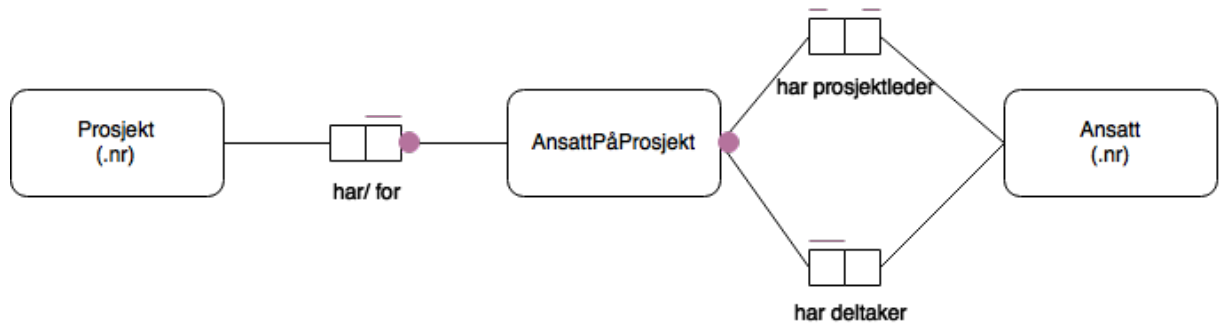 Prosjekt
(.nr)
har/ for
AnsattPåProsjekt
har prosjektleder
har deltaker
Ansatt
(.nr)